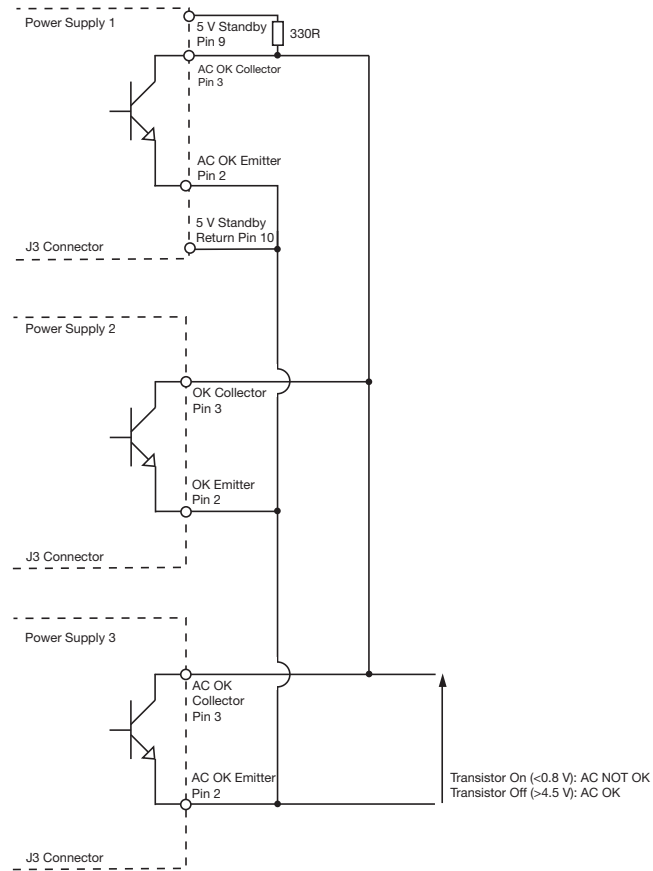 Power Supply 1
5 V Standby
Pin 9
330R
AC OK Collector
Pin 3
AC OK Emitter
Pin 2
5 V Standby
Return Pin 10
J3 Connector
Power Supply 2
OK Collector
Pin 3
OK Emitter
Pin 2
J3 Connector
Power Supply 3
AC OK
Collector
Pin 3
AC OK Emitter
Pin 2
Transistor On (<0.8 V): AC NOT OK
Transistor Off (>4.5 V): AC OK
J3 Connector